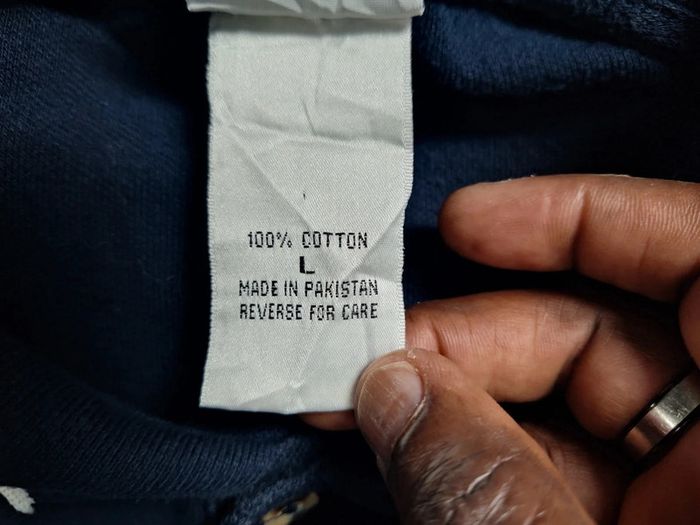 100% COTTON
L
MADE IN PAKISTAN
REVERSE FOR CARE